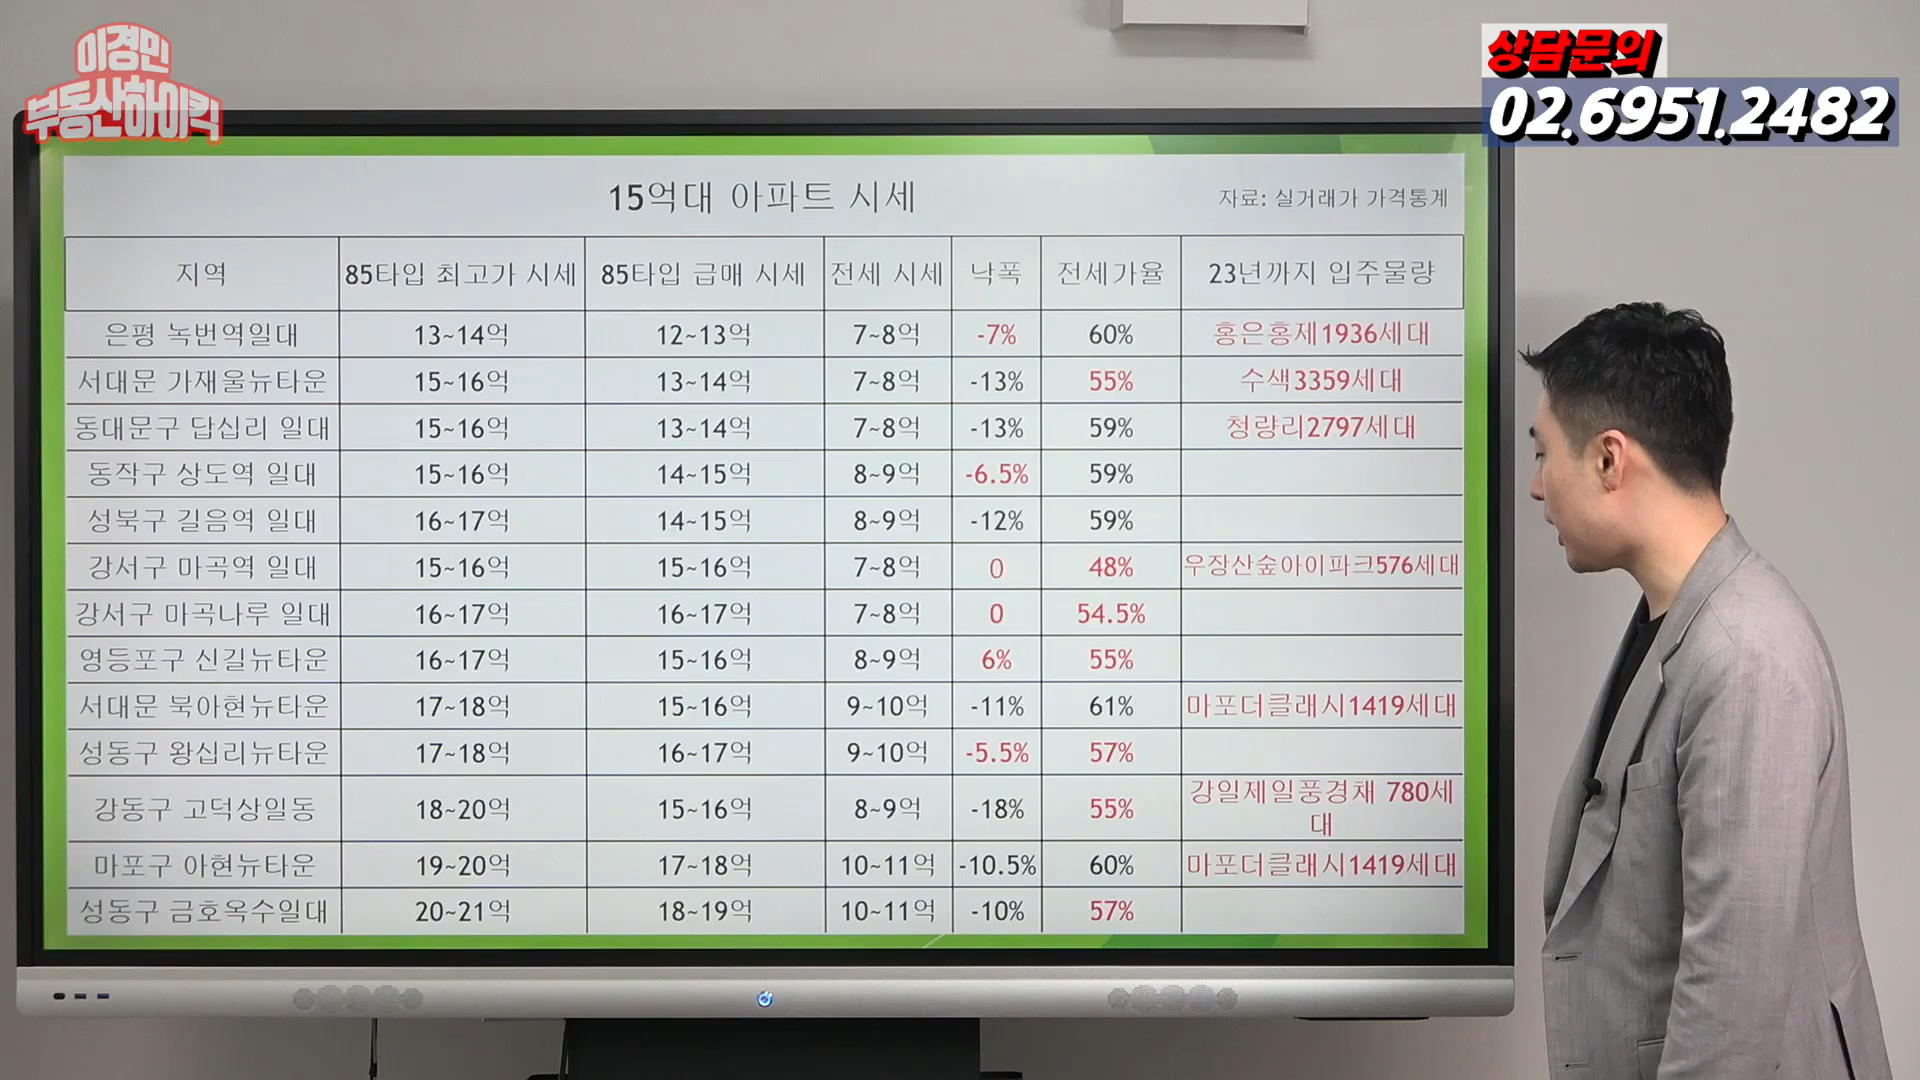 이경민
부동산하이킥
상담문의
02.6951.2482
15억대 아파트 시세
자료: 실거래가 가격통계
지역 85타입 최고가 시세 85타입 급매 시세 전세 시세 낙폭 전세가율 23년까지 입주물량
은평 녹번역일대 13~14억 12~13억 7~8억 -7% 60% 홍은홍제1936세대
서대문 가재울뉴타운 15~16억 13~14억 7~8억 -13% 55% 수색3359세대
동대문구 답십리 일대 15~16억 13~14억 7~8억 -13% 59% 청량리2797세대
동작구 상도역 일대 15~16억 14~15억 8~9억 -6.5% 59%
성북구 길음역 일대 16~17억 14~15억 8~9억 -12% 59%
강서구 마곡역 일대 15~16억 15~16억 7~8억 0 48% 우장산숲아이파크576세대
강서구 마곡나루 일대 16~17억 16~17억 7~8억 0 54.5%
영등포구 신길뉴타운 16~17억 15~16억 8~9억 6% 55%
서대문 북아현뉴타운 17~18억 15~16억 9~10억 -11% 61% 마포더클래시1419세대
성동구 왕십리뉴타운 17~18억 16~17억 9~10억 -5.5% 57%
강동구 고덕상일동 18~20억 15~16억 8~9억 -18% 55% 강일제일풍경채 780세
대
마포구 아현뉴타운 19~20억 17~18억 10~11억 -10.5% 60% 마포더클래시1419세대
성동구 금호옥수일대 20~21억 18~19억 10~11억 -10% 57%